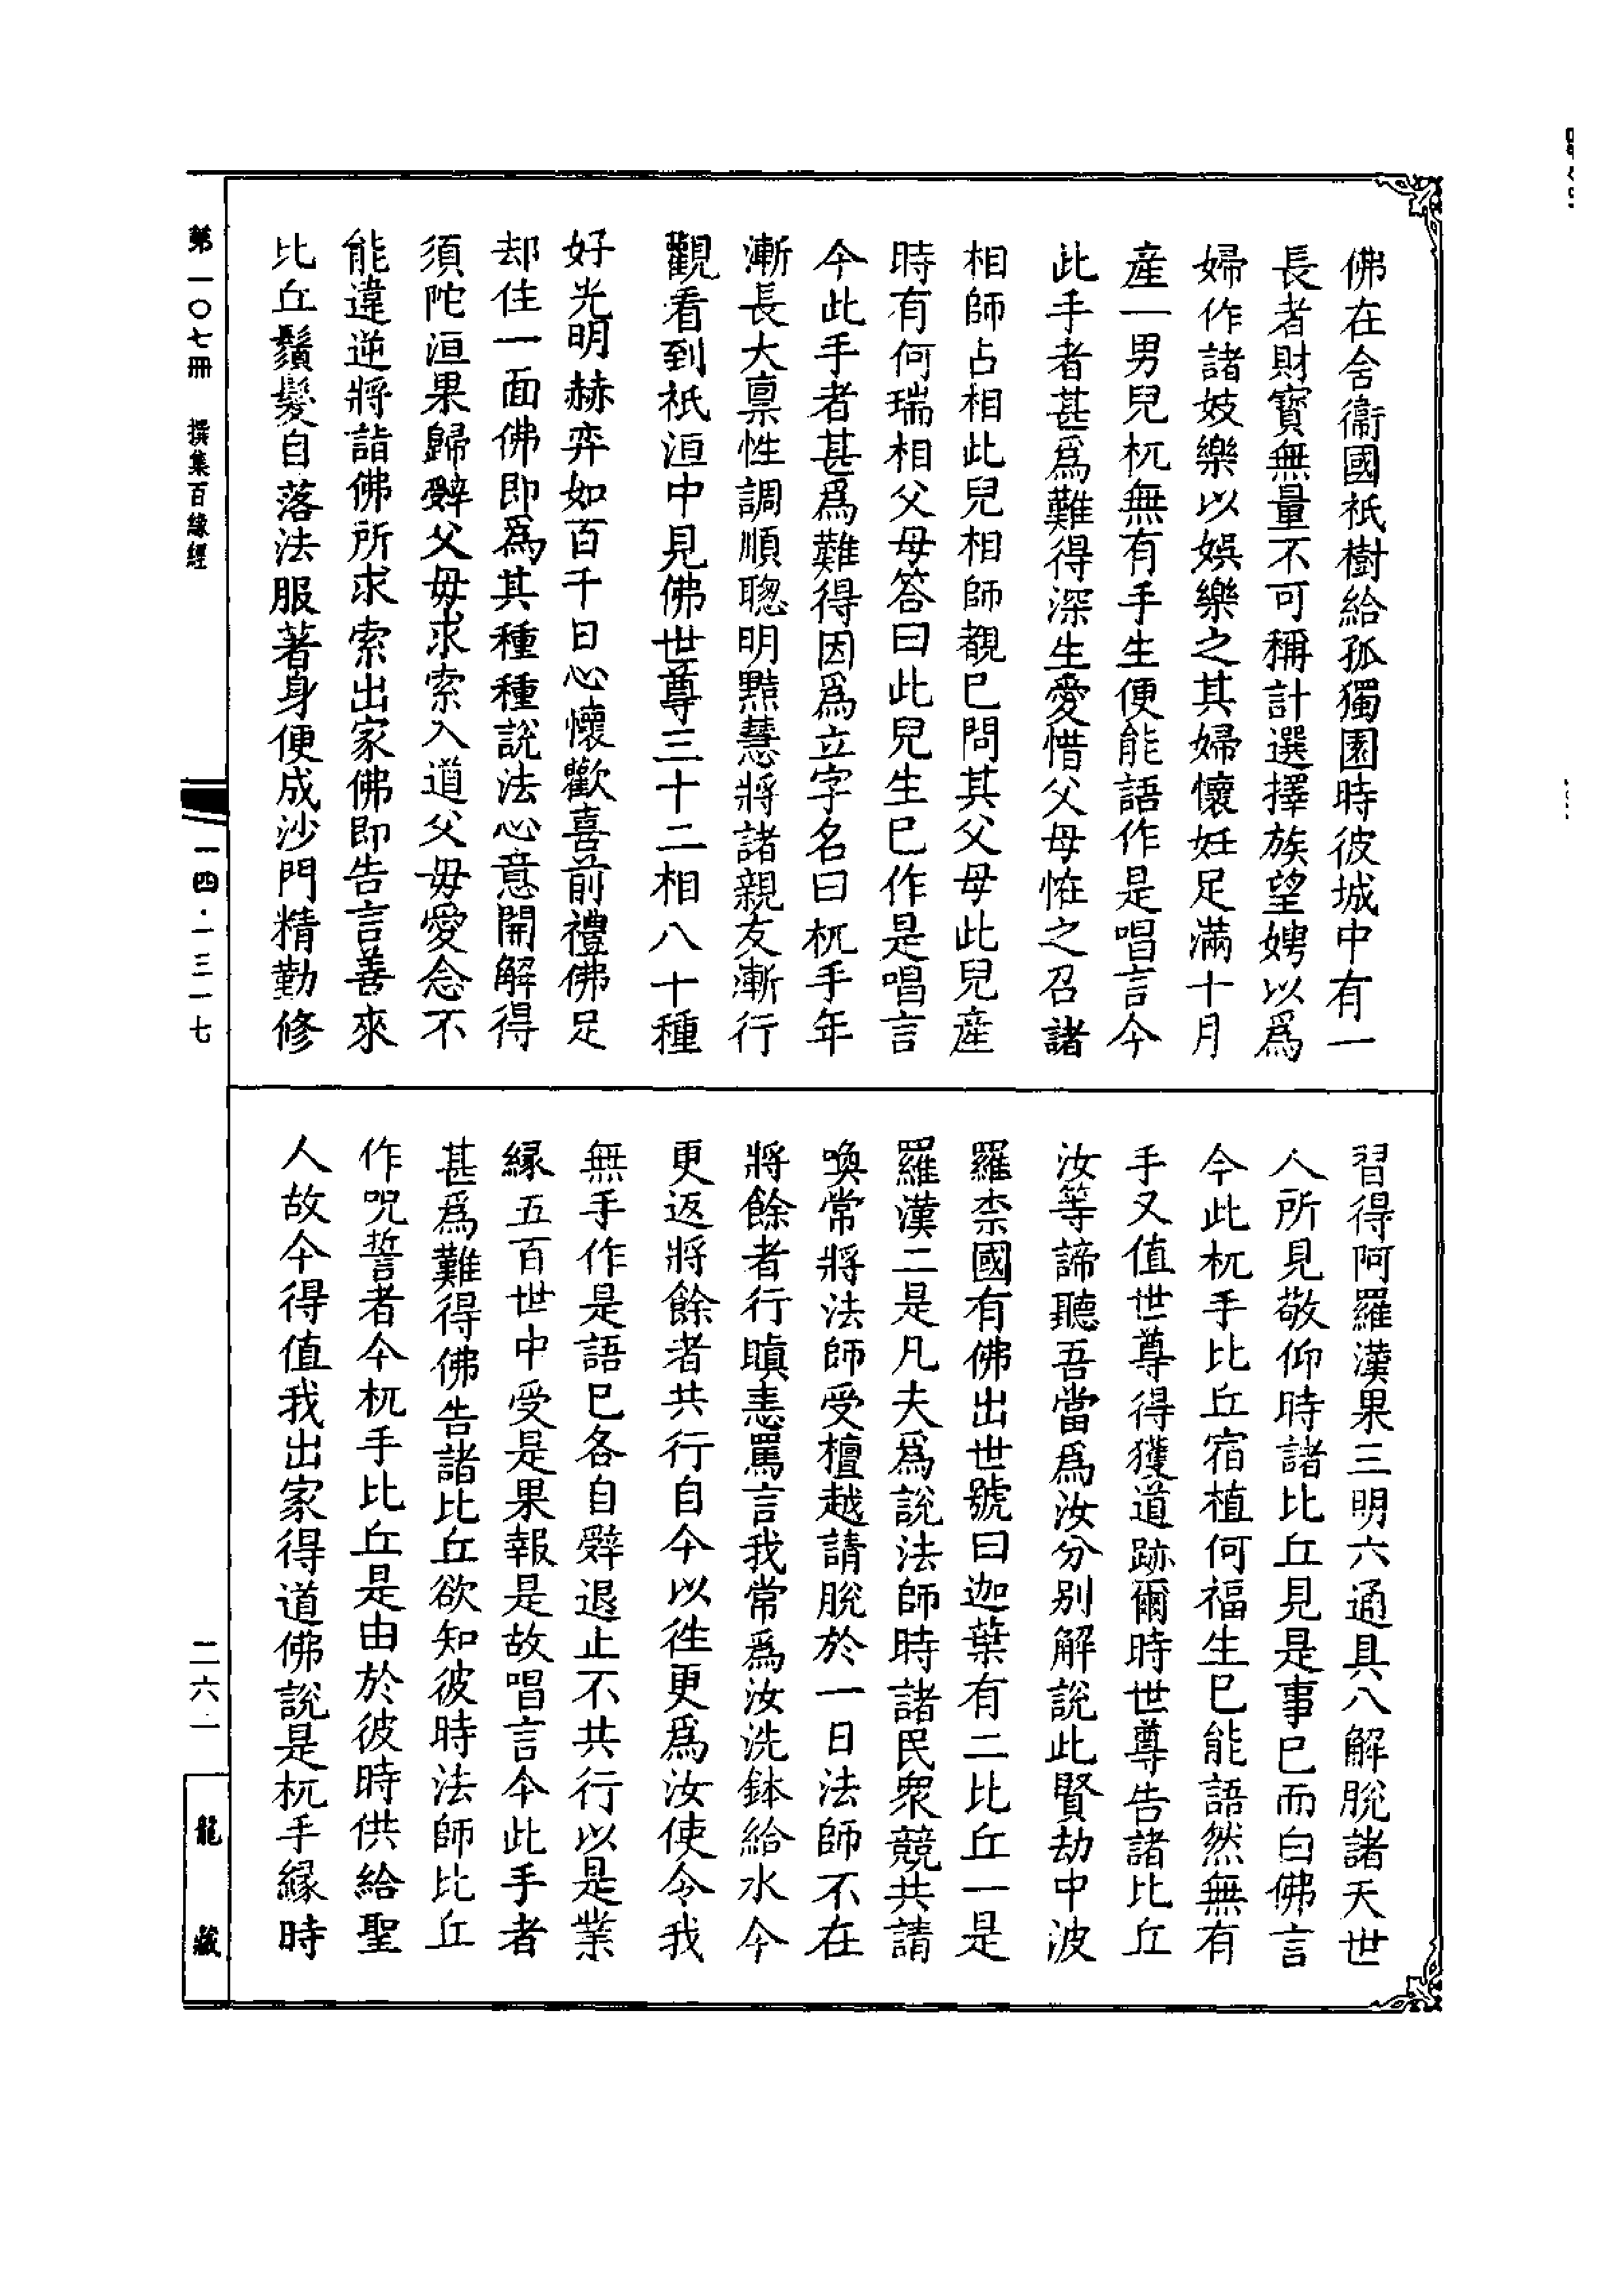 佛在舍衞國祇樹給孤獨園時彼城中有一
長者財寶無量不可稱計選擇族望娉以爲
婦作諸妓樂以娛樂之其婦懷妊足滿十月
產一男兒杌無有手生便能語作是唱言今
此手者甚爲難得深生愛惜父母恠之召諸
相師占相此兒相師覩已問其父母此兒產
時有何瑞相父母答曰此兒生已作是唱言
今此手者甚爲難得因爲立字名曰杌手年
漸長大禀性調順聰明黠慧將諸親友漸行
觀看到祇洹中見佛世尊三十二相八十種
好光明赫弈如百千日心懷歡喜前禮佛足
却住一面佛即爲其種種說法心意開解得
須陀洹果歸辭父母求索入道父母愛念不
能違逆將詣佛所求索出家佛即告言善來
比丘鬚髮自落法服著身便成沙門精勤修
習得阿羅漢果三明六通具八解脫諸天世
人所見敬仰時諸比丘見是事已而白佛言
今此杌手比丘宿植何福生已能語然無有
手又值世尊得獲道跡爾時世尊告諸比丘
汝等諦聽吾當爲汝分別解說此賢劫中波
羅柰國有佛出世號曰迦葉有二比丘一是
羅漢二是凡夫爲說法師時諸民衆競共請
喚常將法師受檀越請脫於一日法師不在
將餘者行瞋恚罵言我常爲汝洗鉢給水今
更返將餘者共行自今以徃更爲汝使令我
無手作是語已各自辭退止不共行以是業
緣五百世中受是果報是故唱言今此手者
甚爲難得佛告諸比丘欲知彼時法師比丘
作呪誓者今杌手比丘是由於彼時供給聖
人故今得值我出家得道佛說是杌手緣時
第一〇七冊　撰集百緣經
一四·一三一七
二六一
龍藏